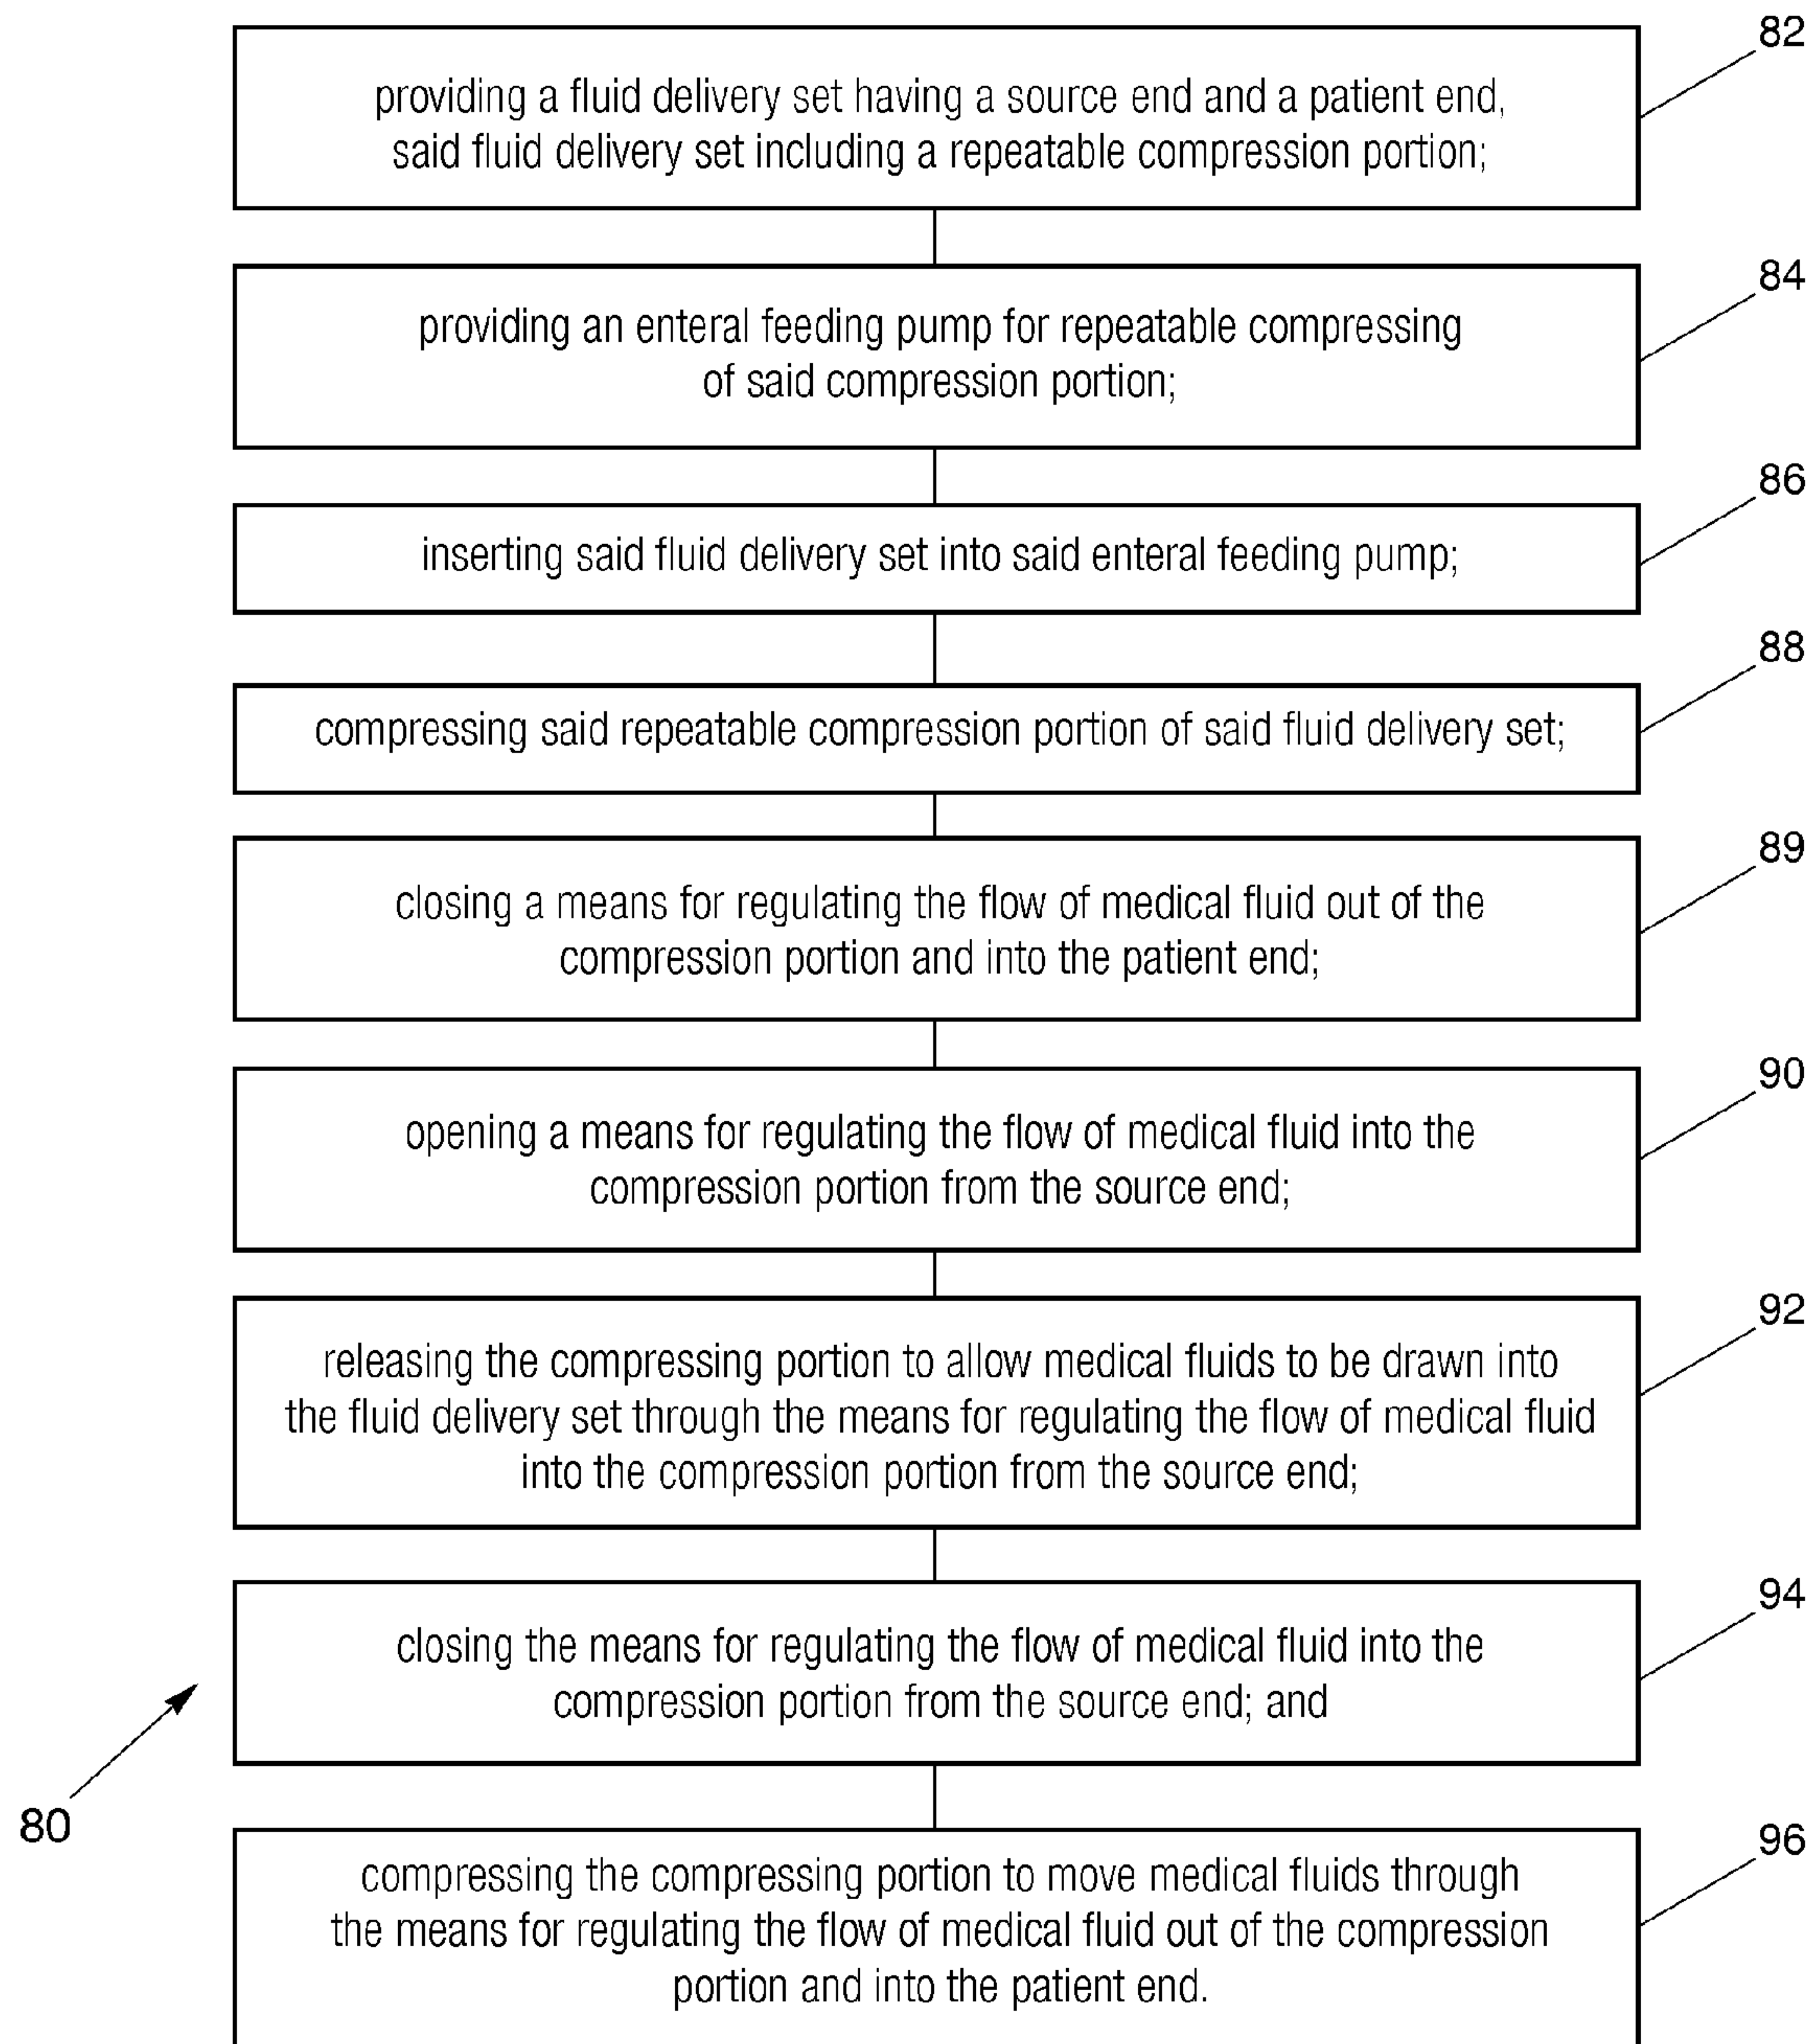 82
providing a fluid delivery set having a source end and a patient end,
said fluid delivery set including a repeatable compression portion;
84
providing an enteral feeding pump for repeatable compressing
of said compression portion;
86
inserting said fluid delivery set into said enteral feeding pump;
88
compressing said repeatable compression portion of said fluid delivery set;
89
closing a means for regulating the flow of medical fluid out of the
compression portion and into the patient end;
90
opening a means for regulating the flow of medical fluid into the
compression portion from the source end;
92
releasing the compressing portion to allow medical fluids to be drawn into
the fluid delivery set through the means for regulating the flow of medical fluid
into the compression portion from the source end;
94
closing the means for regulating the flow of medical fluid into the
compression portion from the source end; and
80
96
compressing the compressing portion to move medical fluids through
the means for regulating the flow of medical fluid out of the compression
portion and into the patient end.